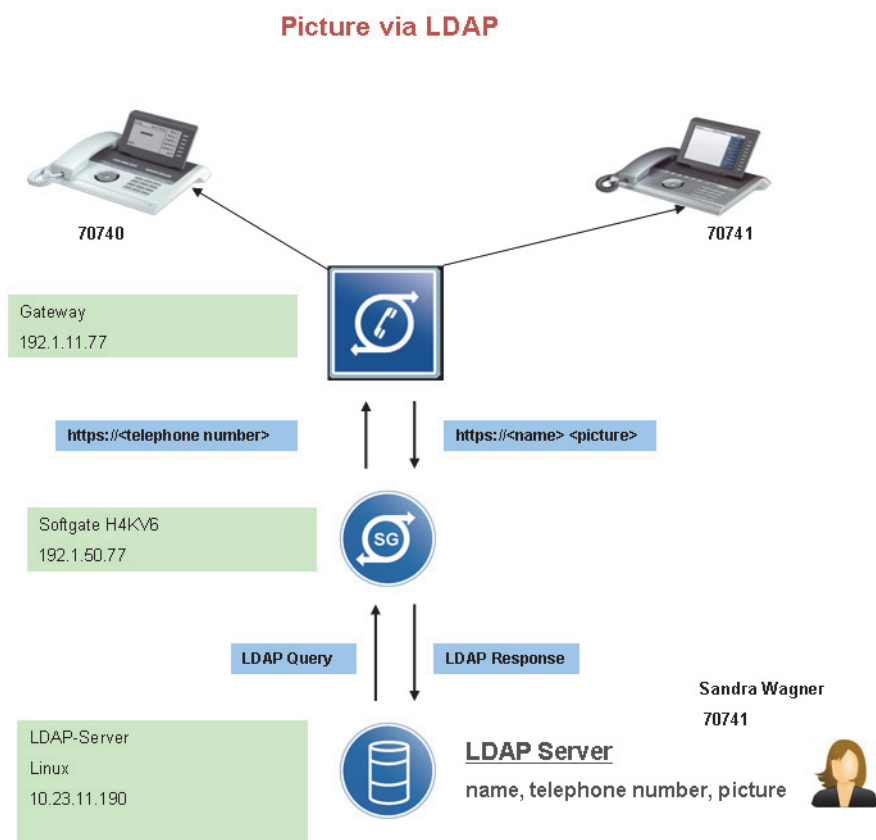 Picture via LDAP
70740
70741
Gateway
192.1.11.77
https://<telephone number>
https://<name> <picture>
Softgate H4KV6
192.1.50.77
SG
LDAP Query
LDAP Response
Sandra Wagner
70741
LDAP-Server
Linux
10.23.11.190
LDAP Server
name, telephone number, picture